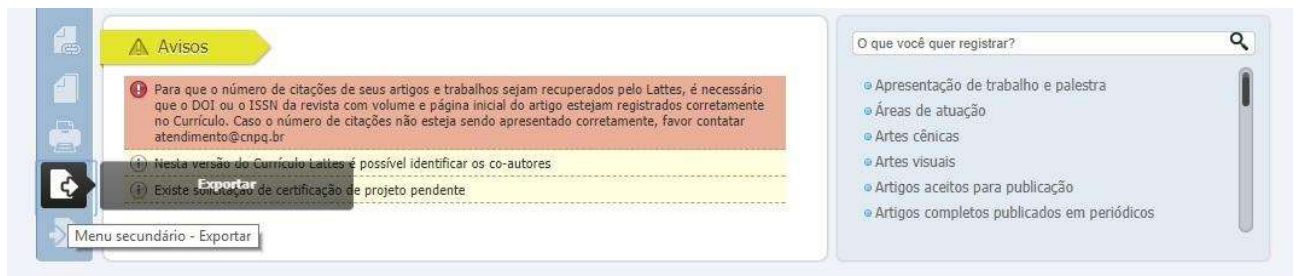 Avisos
Para que o número de citações de seus artigos e trabalhos sejam recuperados pelo Lattes, é necessário
que o DOI ou o ISSN da revista com volume e página inicial do artigo estejam registrados corretamente
no Currículo. Caso o número de citações não esteja sendo apresentado corretamente, favor contatar
atendimento@cnpq.br
Nesta versão do Currículo Lattes é possível identificar os co-autores
Existe solicitação de certificação de projeto pendente
Exportar
Menu secundário - Exportar
O que você quer registrar?
Apresentação de trabalho e palestra
Áreas de atuação
Artes cênicas
Artes visuais
Artigos aceitos para publicação
Artigos completos publicados em periódicos